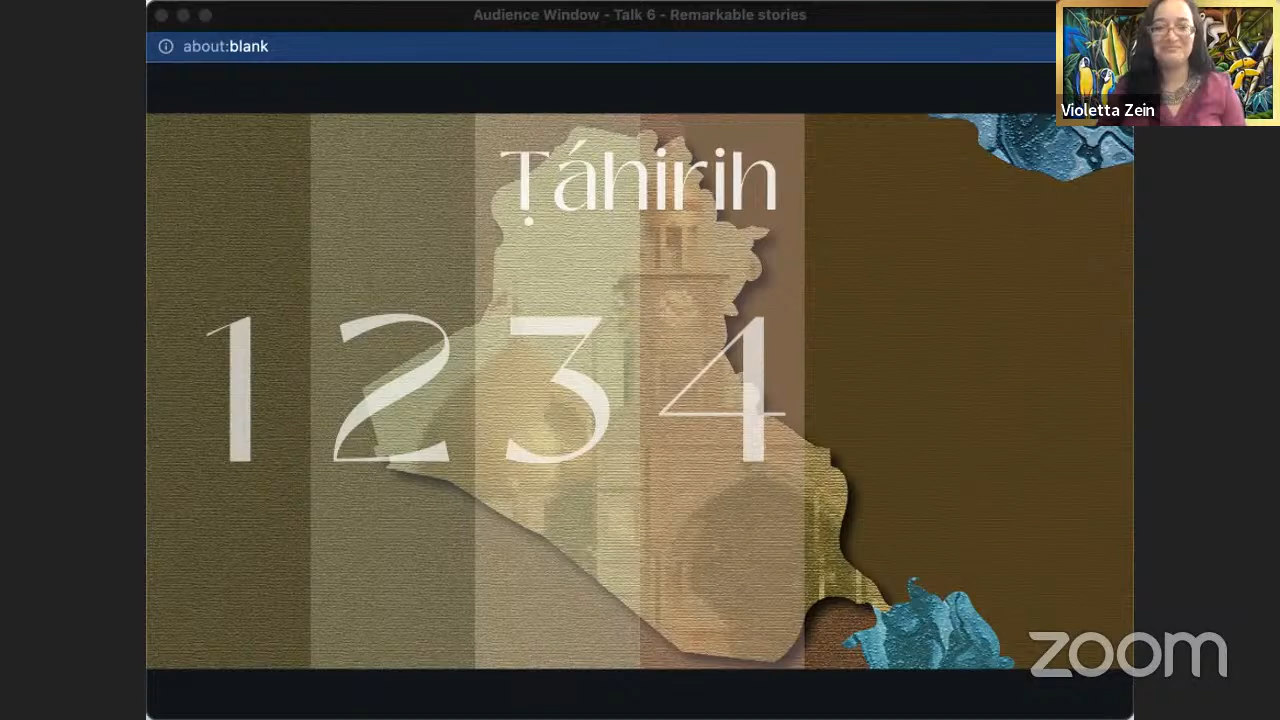 Audience Window - Talk 6 - Remarkable stories
about:blank
Violetta Zein
Ṭáhirih
1 2 3 4
zoom